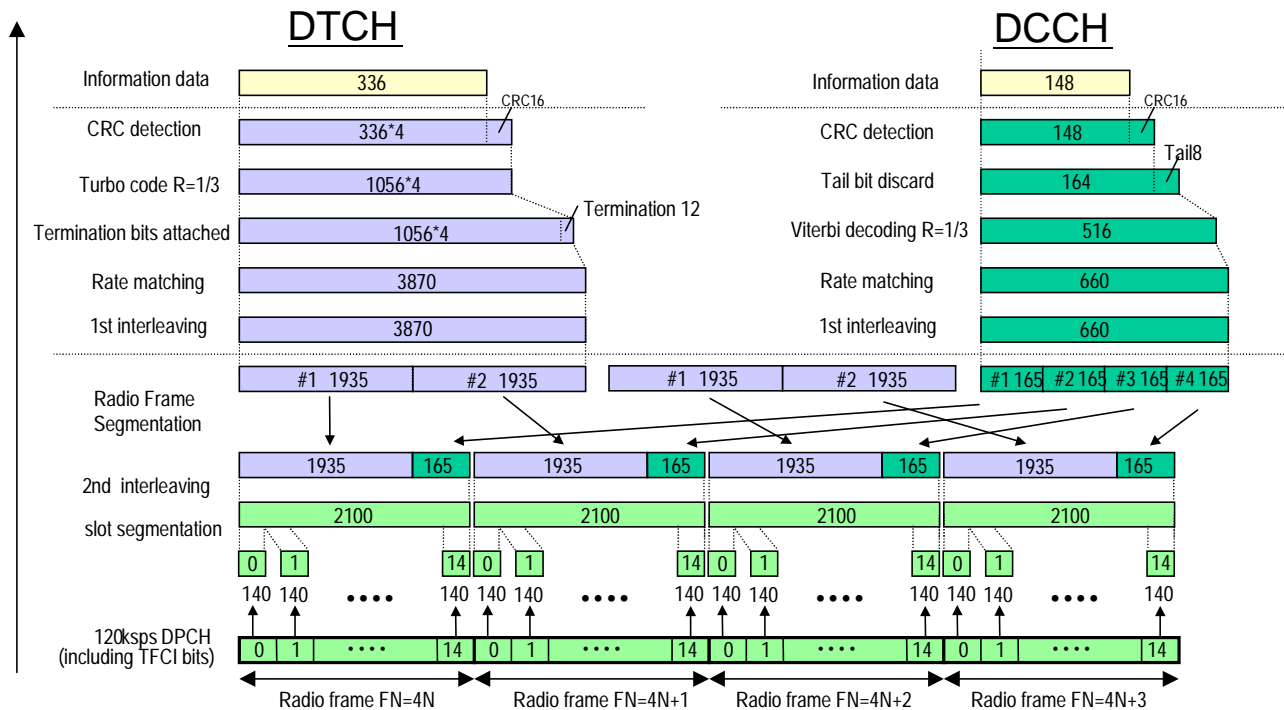 DTCH DCCH
Information data 336 Information data 148
CRC16 CRC16
CRC detection 336*4 CRC detection 148
Tail8
Turbo code R=1/3 1056*4 Tail bit discard 164
Termination 12
Termination bits attached 1056*4 Viterbi decoding R=1/3 516
Rate matching 3870 Rate matching 660
1st interleaving 3870 1st interleaving 660
#1 1935 #2 1935 #1 1935 #2 1935 #1 165 #2 165 #3 165 #4 165
Radio Frame
Segmentation
1935 165 1935 165 1935 165 1935 165
2nd interleaving
2100 2100 2100 2100
slot segmentation
0 1 14 0 1 14 0 1 14 0 1 14
140 140 •••• 140 140 140 •••• 140 140 140 •••• 140 140 140 •••• 140
120ksps DPCH
(including TFCI bits)
0 1 •••• 14 0 1 •••• 14 0 1 •••• 14 0 1 •••• 14
Radio frame FN=4N Radio frame FN=4N+1 Radio frame FN=4N+2 Radio frame FN=4N+3